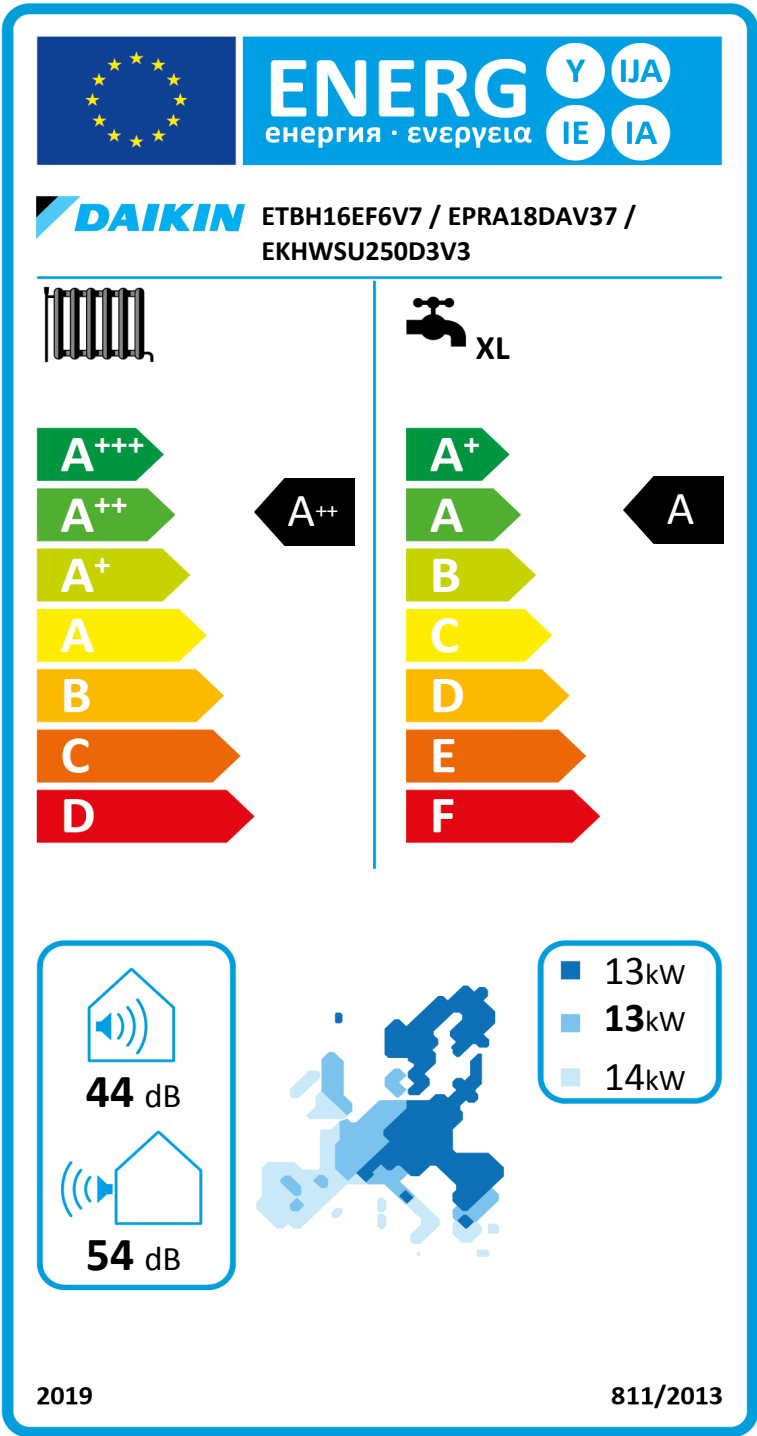 ENERG
енергия · ενεργεια
Y IJA
IE IA
DAIKIN
ETBH16EF6V7 / EPRA18DAV37 /
EKHWSU250D3V3
XL
A+++
A++
A+
A
B
C
D
A++
A+
A
B
C
D
E
F
A
44 dB
54 dB
13kW
13kW
14kW
2019
811/2013